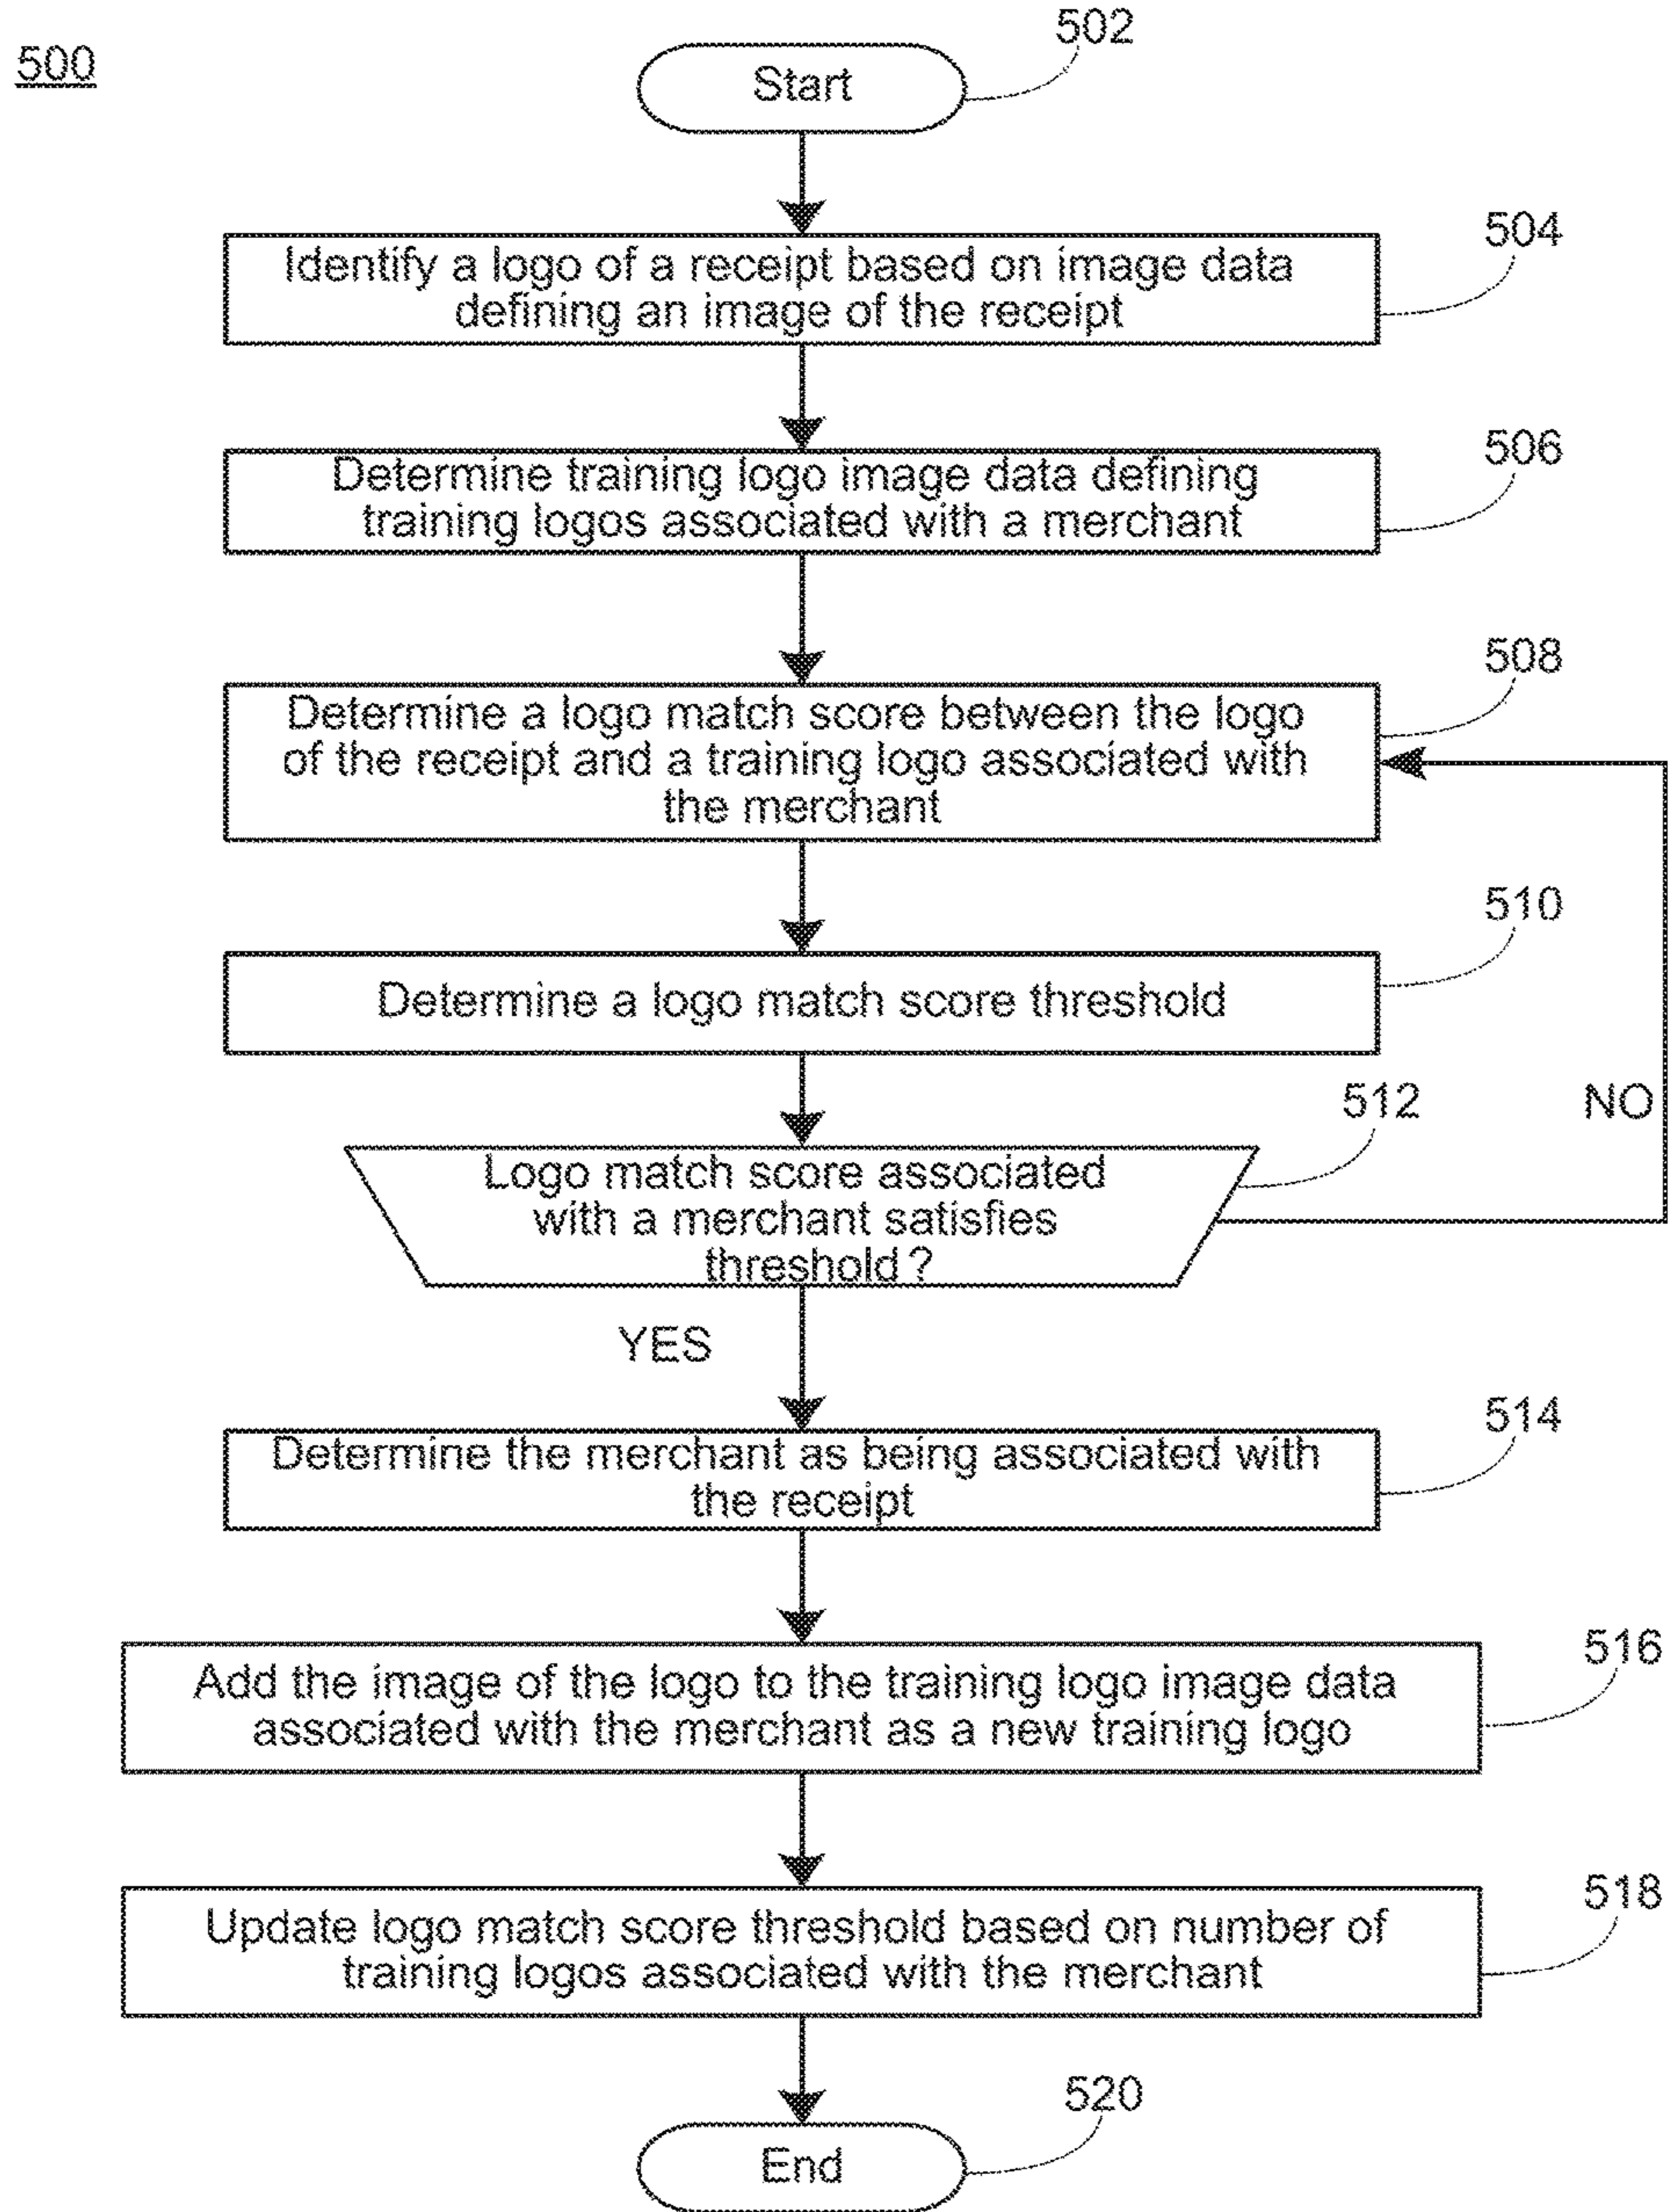 500
502
Start
504
Identify a logo of a receipt based on image data
defining an image of the receipt
506
Determine training logo image data defining
training logos associated with a merchant
508
Determine a logo match score between the logo
of the receipt and a training logo associated with
the merchant
510
Determine a logo match score threshold
512
NO
Logo match score associated
with a merchant satisfies
threshold?
YES
514
Determine the merchant as being associated with
the receipt
516
Add the image of the logo to the training logo image data
associated with the merchant as a new training logo
518
Update logo match score threshold based on number of
training logos associated with the merchant
520
End